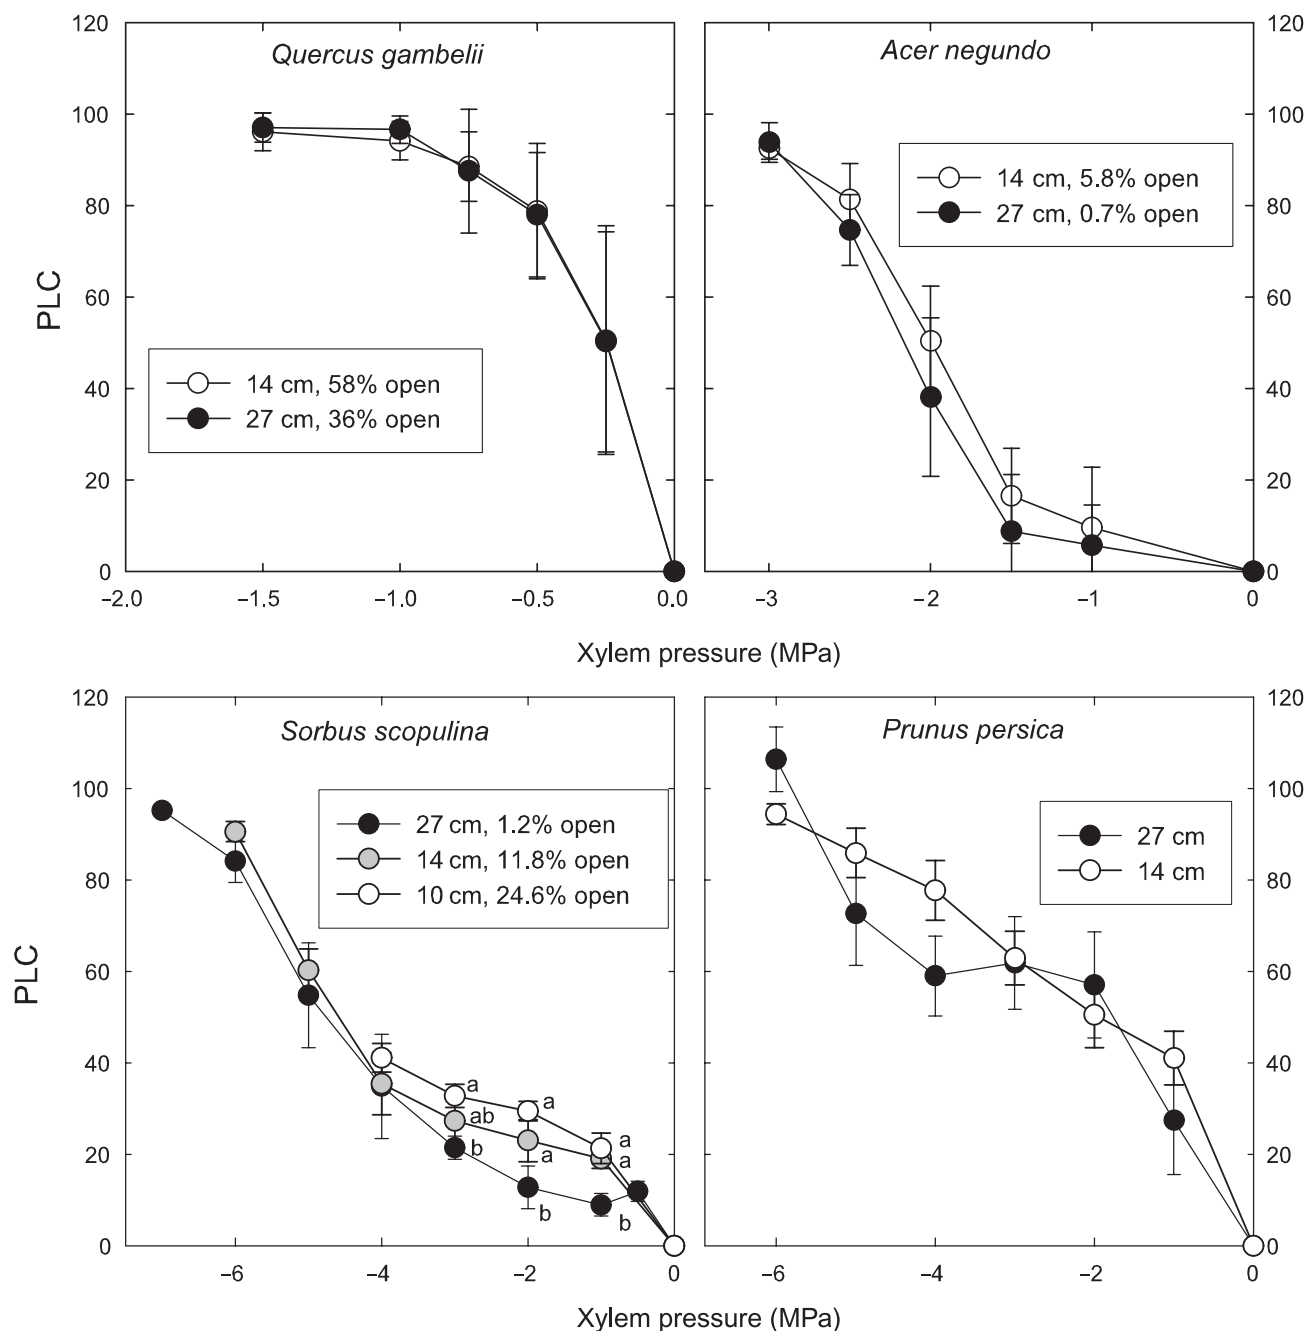 Quercus gambelii
120
100
80
60
40
20
0
PLC
14 cm, 58% open
27 cm, 36% open
−2.0 −1.5 −1.0 −0.5 0.0
Acer negundo
14 cm, 5.8% open
27 cm, 0.7% open
120
100
80
60
40
20
0
−3 −2 −1 0
Xylem pressure (MPa)
Sorbus scopulina
120
100
80
60
40
20
0
PLC
27 cm, 1.2% open
14 cm, 11.8% open
10 cm, 24.6% open
a
ab
b
a
a
b
a
a
b
−6 −4 −2 0
Prunus persica
27 cm
14 cm
120
100
80
60
40
20
0
−6 −4 −2 0
Xylem pressure (MPa)